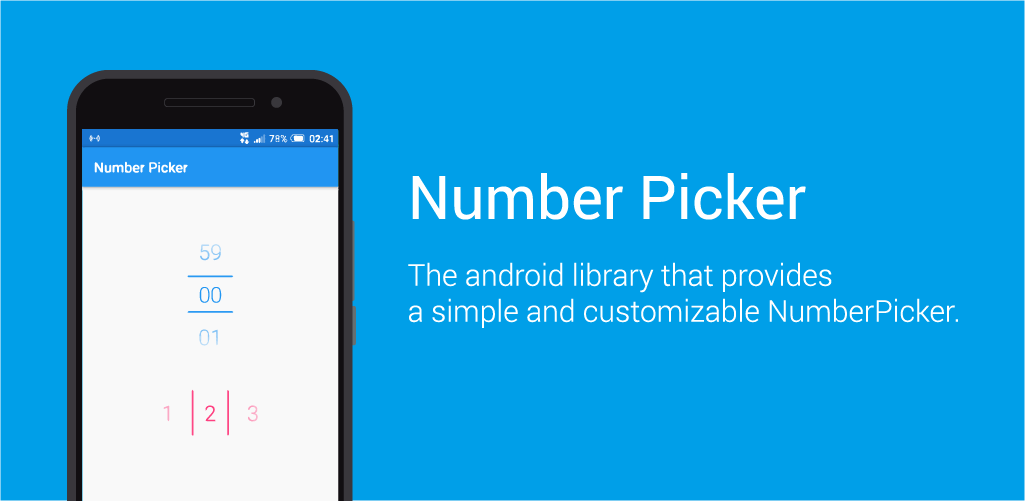 78% 02:41
Number Picker
59
00
01
1 2 3
Number Picker
The android library that provides
a simple and customizable NumberPicker.